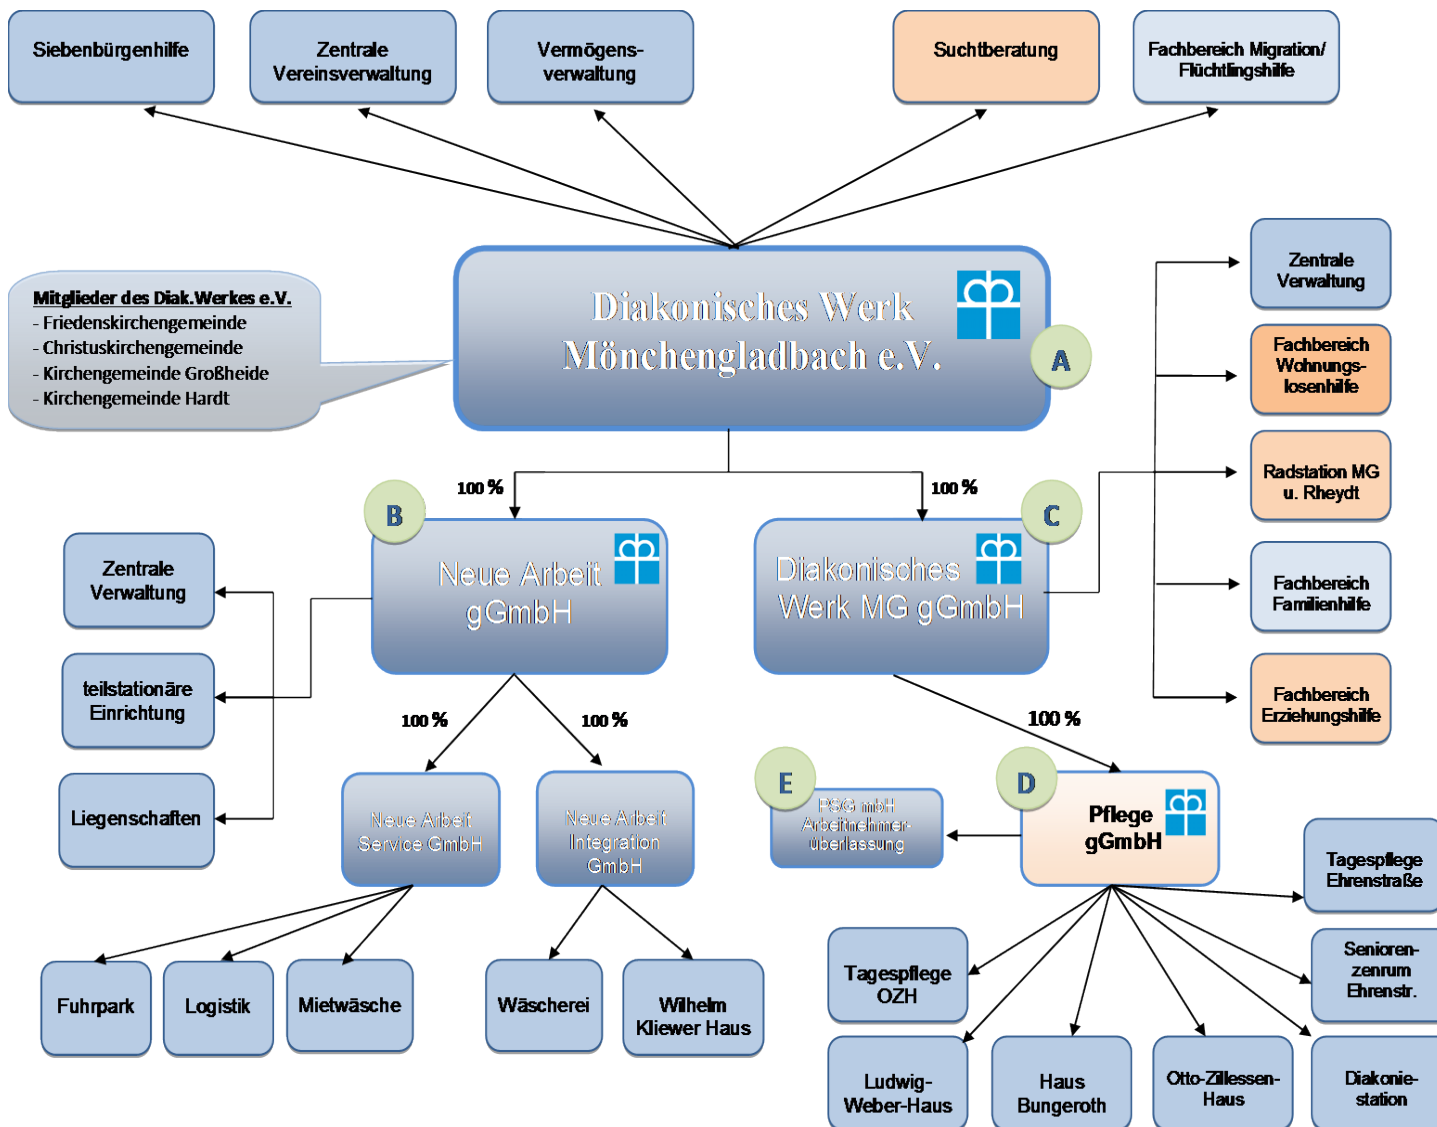 Siebenbürgenhilfe
Zentrale
Vereinsverwaltung
Vermögens-
verwaltung
Suchtberatung
Fachbereich Migration/
Flüchtlingshilfe
Mitglieder des Diak.Werkes e.V.
- Friedenskirchengemeinde
- Christuskirchengemeinde
- Kirchengemeinde Großheide
- Kirchengemeinde Hardt
Diakonisches Werk
Mönchengladbach e.V.
A
Zentrale
Verwaltung
Fachbereich
Wohnungs-
losenhilfe
Radstation MG
u. Rheydt
Fachbereich
Familienhilfe
Fachbereich
Erziehungshilfe
100 %
100 %
B
Neue Arbeit
gGmbH
C
Diakonisches
Werk MG gGmbH
Zentrale
Verwaltung
teilstationäre
Einrichtung
Liegenschaften
100 %
100 %
100 %
Neue Arbeit
Service GmbH
Neue Arbeit
Integration
GmbH
E
PSG mbH
Arbeitnehmer-
überlassung
D
Pflege
gGmbH
Fuhrpark
Logistik
Mietwäsche
Wäscherei
Wilhelm
Kliewer Haus
Tagespflege
OZH
Ludwig-
Weber-Haus
Haus
Bungeroth
Otto-Zillessen-
Haus
Diakonie-
station
Senioren-
zenrum
Ehrenstr.
Tagespflege
Ehrenstraße